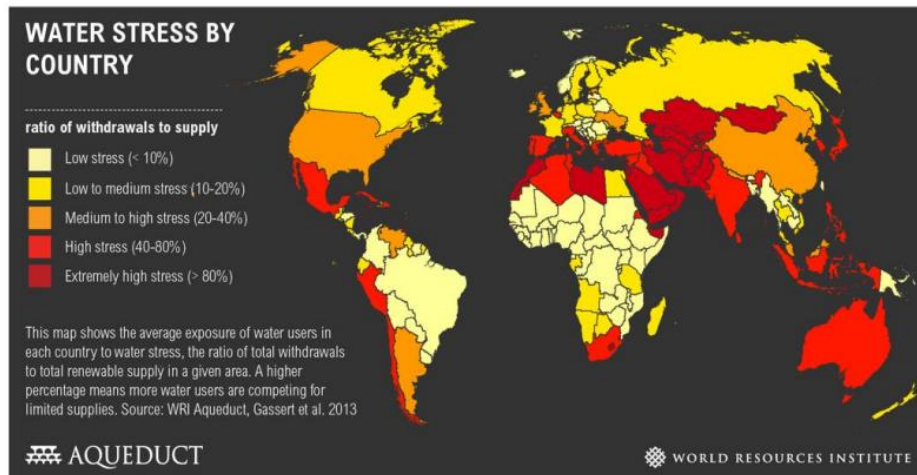 WATER STRESS BY
COUNTRY
ratio of withdrawals to supply
Low stress (< 10%)
Low to medium stress (10-20%)
Medium to high stress (20-40%)
High stress (40-80%)
Extremely high stress (> 80%)
This map shows the average exposure of water users in
each country to water stress, the ratio of total withdrawals
to total renewable supply in a given area. A higher
percentage means more water users are competing for
limited supplies. Source: WRI Aqueduct, Gassert et al. 2013
AQUEDUCT
WORLD RESOURCES INSTITUTE